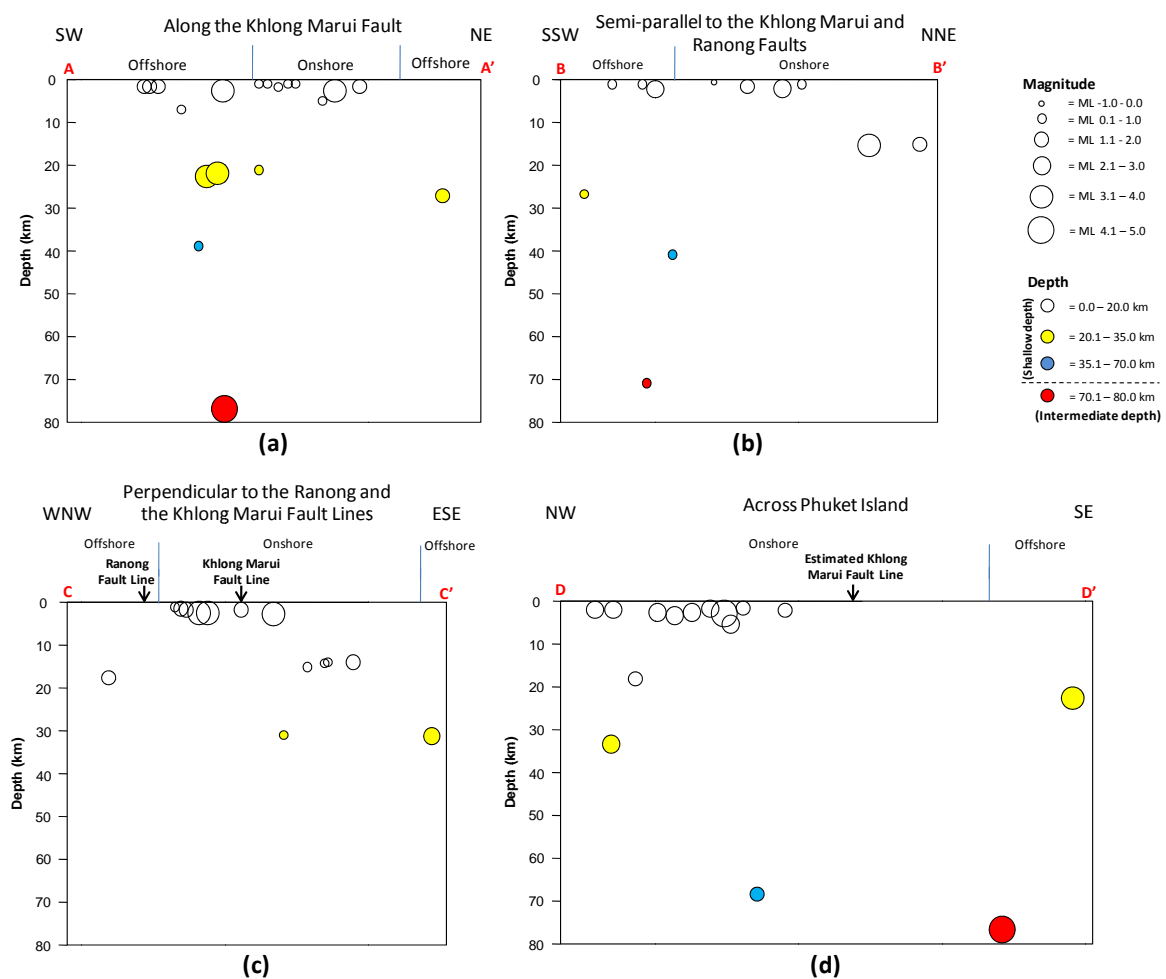 Along the Khlong Marui Fault
SW
NE
A
A’
Offshore
Onshore
Offshore
0
10
20
30
40
50
60
70
80
Depth (km)
(a)
Semi-parallel to the Khlong Marui and
Ranong Faults
SSW
NNE
B
B’
Offshore
Onshore
0
10
20
30
40
50
60
70
80
Depth (km)
(b)
Magnitude
= ML -1.0 - 0.0
= ML 0.1 - 1.0
= ML 1.1 - 2.0
= ML 2.1 – 3.0
= ML 3.1 – 4.0
= ML 4.1 – 5.0
Depth
(Shallow depth)
= 0.0 – 20.0 km
= 20.1 – 35.0 km
= 35.1 – 70.0 km
= 70.1 – 80.0 km
(Intermediate depth)
Perpendicular to the Ranong and
the Khlong Marui Fault Lines
WNW
ESE
Offshore
Onshore
Offshore
Ranong
Fault Line
Khlong Marui
Fault Line
C
C’
0
10
20
30
40
50
60
70
80
Depth (km)
(c)
Across Phuket Island
NW
SE
Onshore
Offshore
Estimated Khlong
Marui Fault Line
D
D’
0
10
20
30
40
50
60
70
80
Depth (km)
(d)